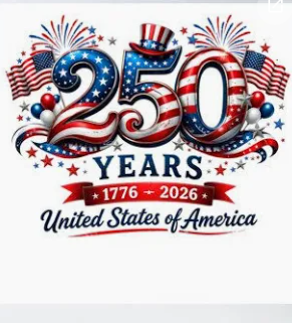 250
YEARS
1776 - 2026
United States of America